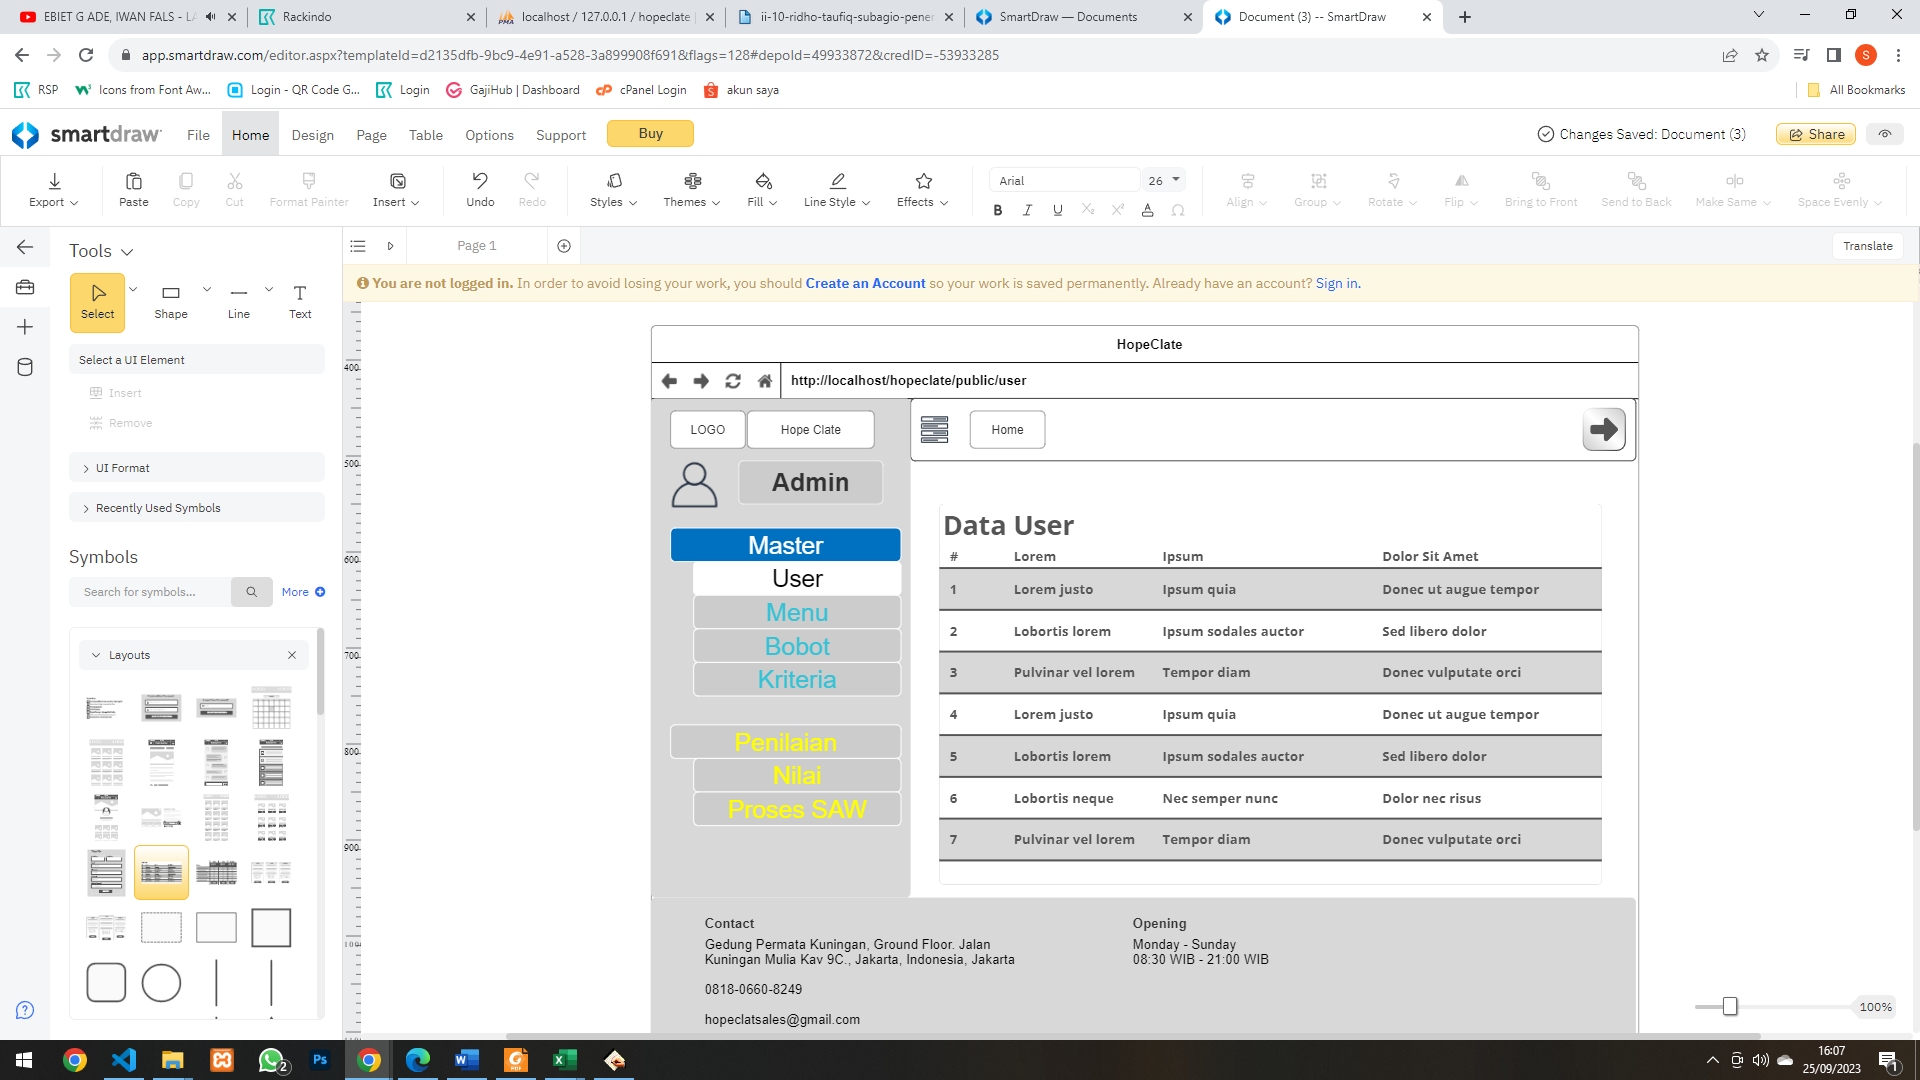 EBIET G ADE, IWAN FALS - LA
Rackindo
localhost / 127.0.0.1 / hopeclate
ii-10-ridho-taufiq-subagio-pener
SmartDraw — Documents
Document (3) -- SmartDraw
app.smartdraw.com/editor.aspx?templateId=d2135dfb-9bc9-4e91-a528-3a899908f691&flags=128#depoId=49933872&credID=-53933285
S
RSP
Icons from Font Aw...
Login - QR Code G...
Login
GajiHub | Dashboard
cPanel Login
akun saya
All Bookmarks
smartdraw
File
Home
Design
Page
Table
Options
Support
Buy
Changes Saved: Document (3)
Share
Export
Paste
Copy
Cut
Format Painter
Insert
Undo
Redo
Styles
Themes
Fill
Line Style
Effects
Arial
26
B I U X₂ X² A Ω
Align
Group
Rotate
Flip
Bring to Front
Send to Back
Make Same
Space Evenly
Tools
Page 1
Translate
You are not logged in. In order to avoid losing your work, you should Create an Account so your work is saved permanently. Already have an account? Sign in.
Select
Shape
Line
Text
Select a UI Element
Insert
Remove
UI Format
Recently Used Symbols
Symbols
Search for symbols...
More
Layouts
400
500
600
700
800
900
HopeClate
http://localhost/hopeclate/public/user
LOGO
Hope Clate
Home
Admin
Master
User
Menu
Bobot
Kriteria
Penilaian
Nilai
Proses SAW
Data User
# Lorem Ipsum Dolor Sit Amet
1 Lorem justo Ipsum quia Donec ut augue tempor
2 Lobortis lorem Ipsum sodales auctor Sed libero dolor
3 Pulvinar vel lorem Tempor diam Donec vulputate orci
4 Lorem justo Ipsum quia Donec ut augue tempor
5 Lobortis lorem Ipsum sodales auctor Sed libero dolor
6 Lobortis neque Nec semper nunc Dolor nec risus
7 Pulvinar vel lorem Tempor diam Donec vulputate orci
Contact
Gedung Permata Kuningan, Ground Floor. Jalan
Kuningan Mulia Kav 9C., Jakarta, Indonesia, Jakarta
0818-0660-8249
hopeclatsales@gmail.com
Opening
Monday - Sunday
08:30 WIB - 21:00 WIB
100%
2
Ps
16:07
25/09/2023
1